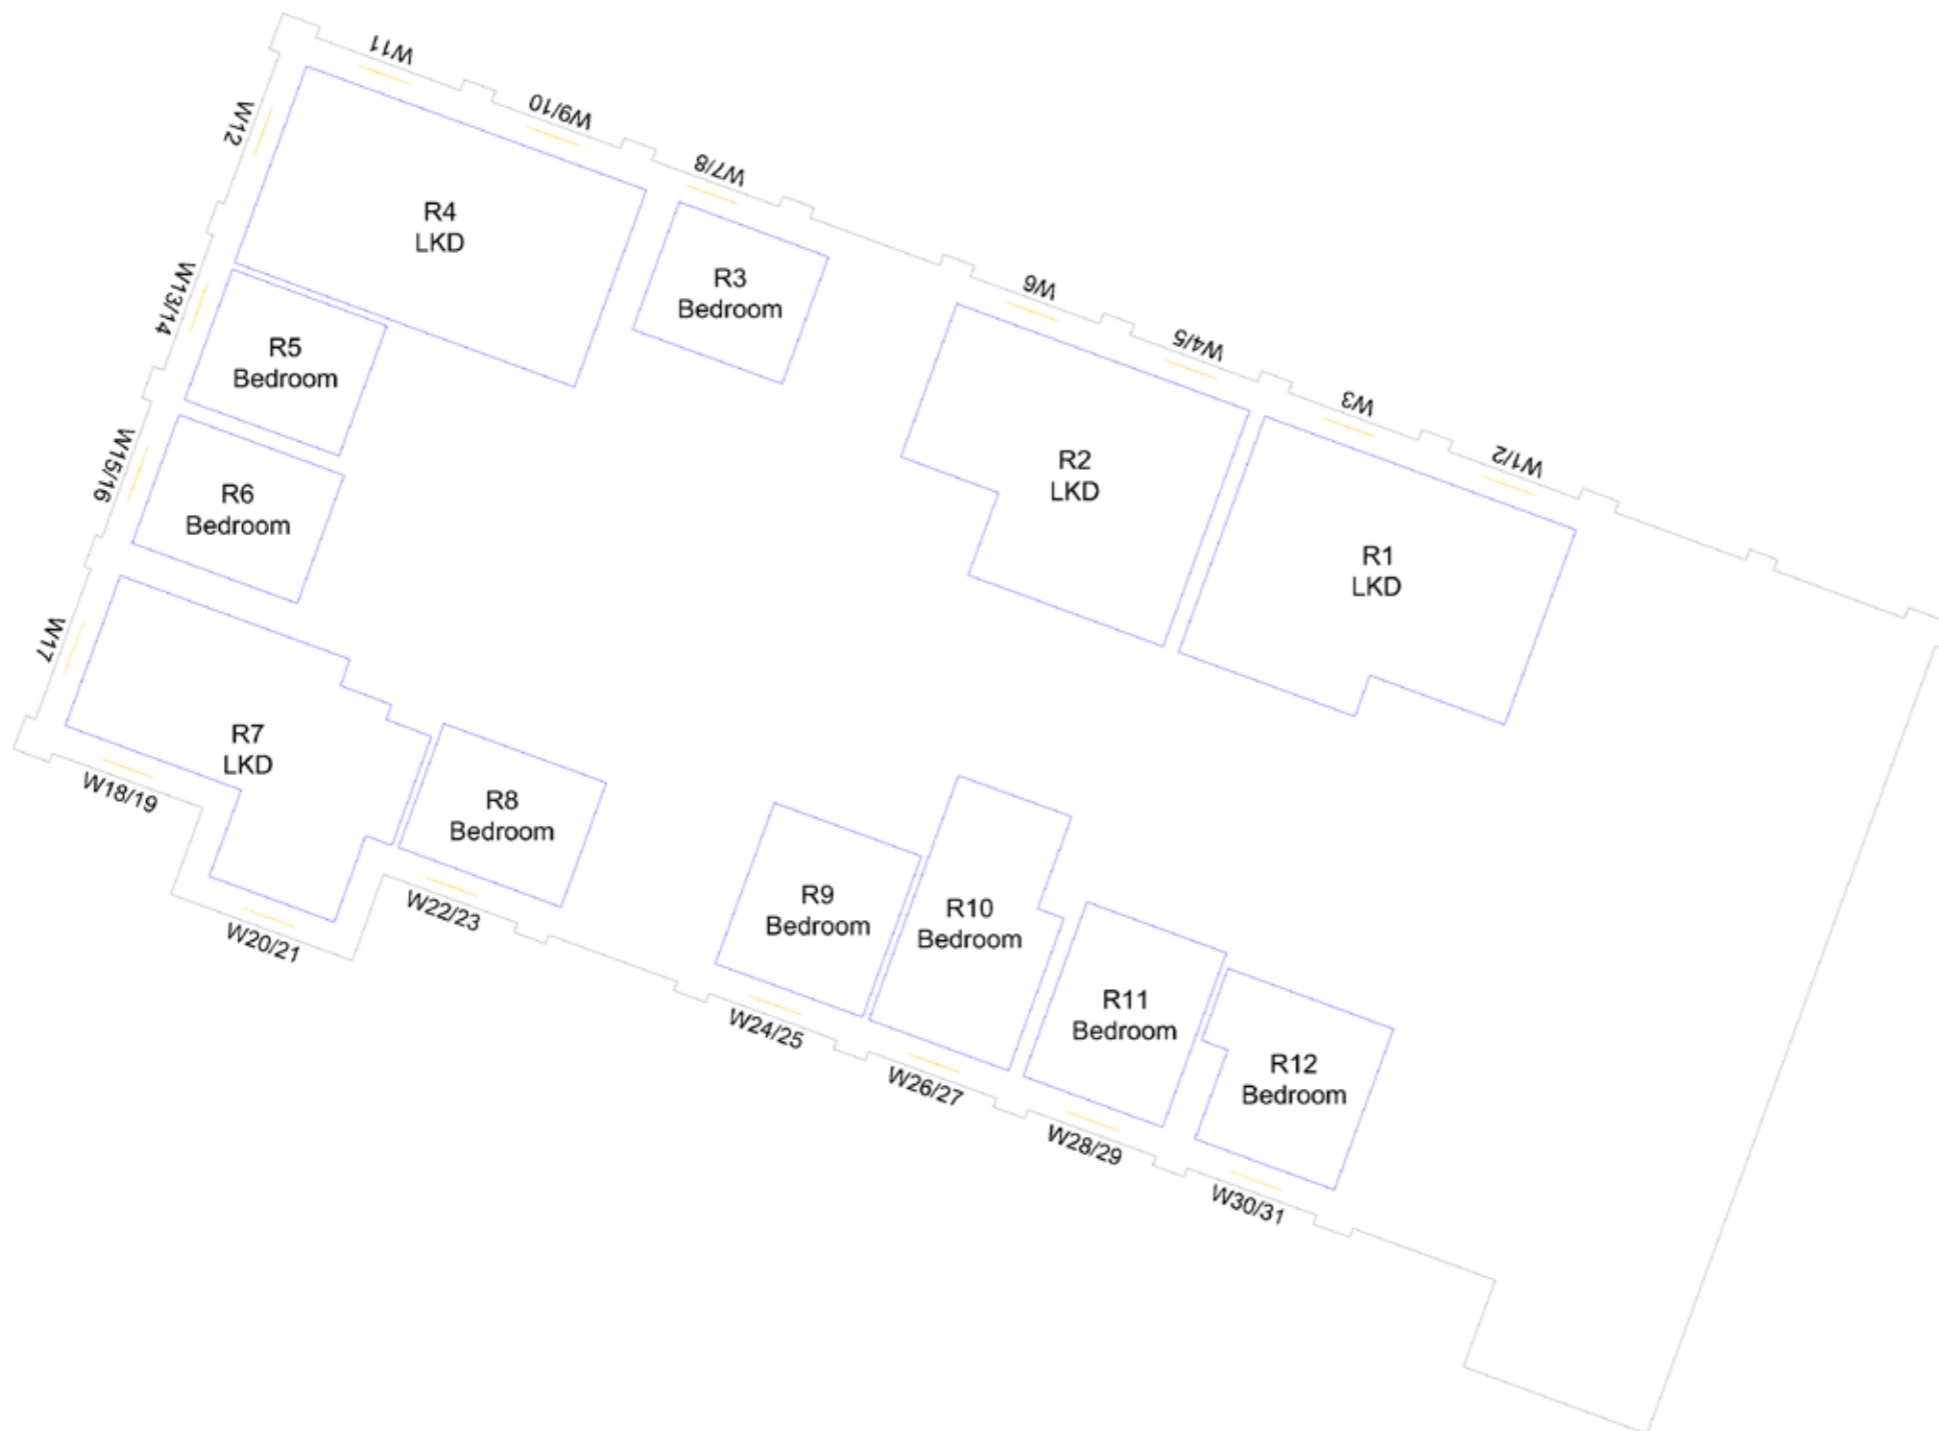 W11
W12
W9/10
W7/8
R4
LKD
R3
Bedroom
W6
W13/14
W4/5
R5
Bedroom
W3
W15/16
W1/2
R2
LKD
R6
Bedroom
R1
LKD
W17
R7
LKD
W18/19
R8
Bedroom
W22/23
W20/21
R9
Bedroom
R10
Bedroom
R11
Bedroom
W24/25
R12
Bedroom
W26/27
W28/29
W30/31